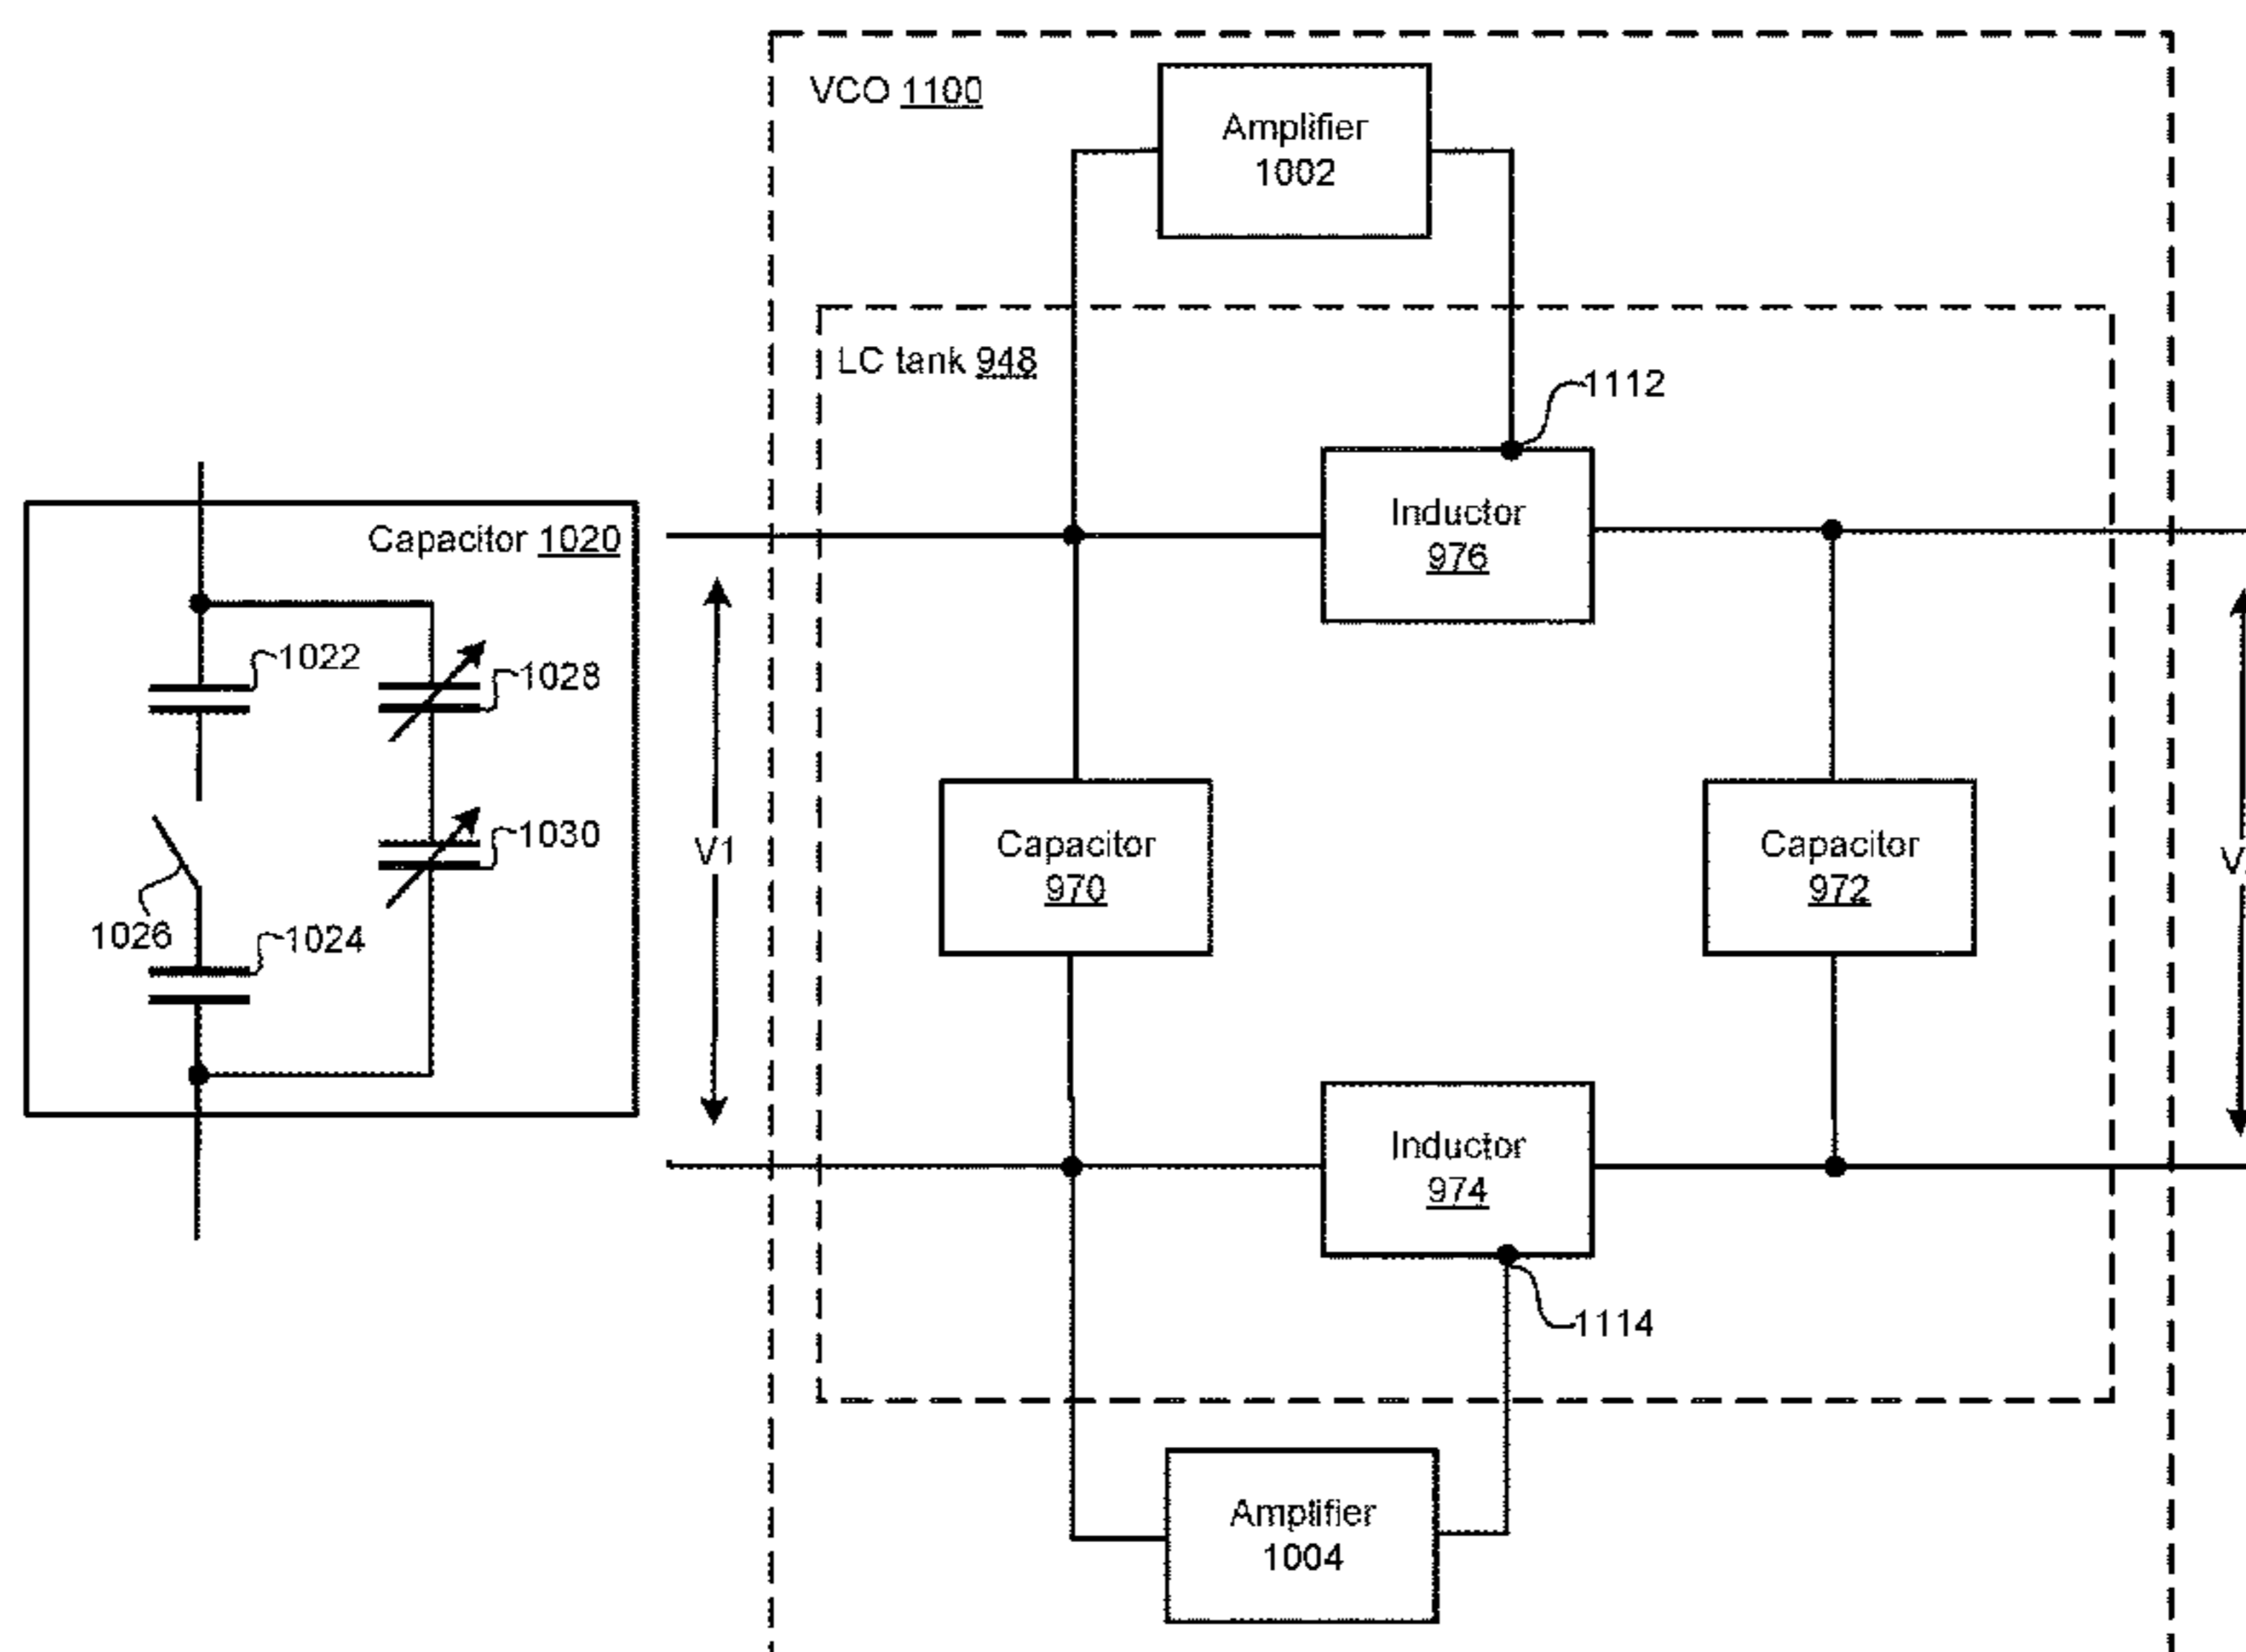 VCO 1100
Amplifier
1002
LC tank 948
1112
Inductor
976
Capacitor 1020
1022
1028
1030
V1
Capacitor
970
Capacitor
972
1026
1024
Inductor
974
1114
Amplifier
1004